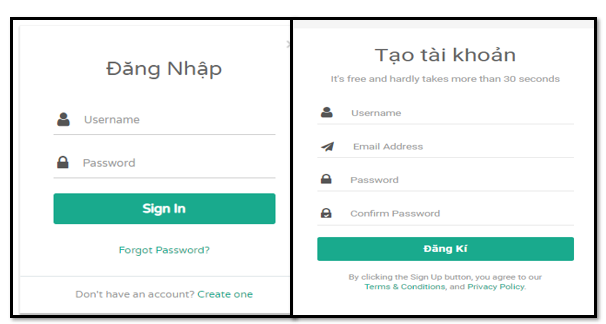 Đăng Nhập
Username
Password
Sign In
Forgot Password?
Don't have an account? Create one
Tạo tài khoản
It's free and hardly takes more than 30 seconds
Username
Email Address
Password
Confirm Password
Đăng Kí
By clicking the Sign Up button, you agree to our
Terms & Conditions, and Privacy Policy.